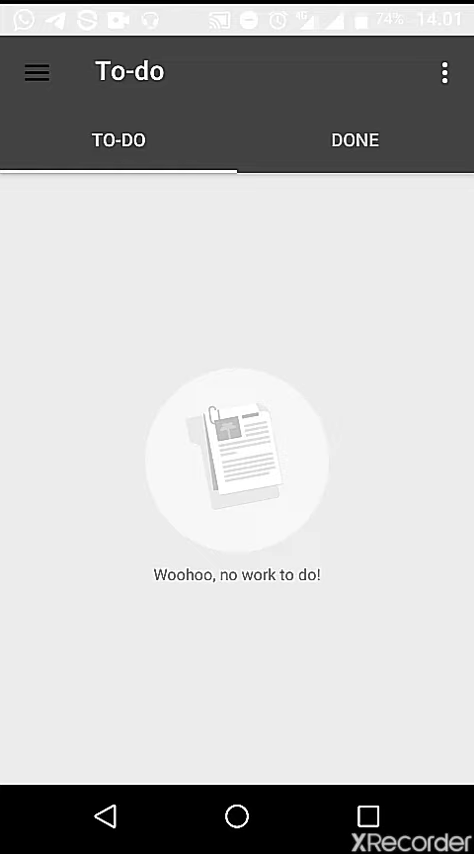 74% 14.01
To-do
TO-DO DONE
Woohoo, no work to do!
XRecorder